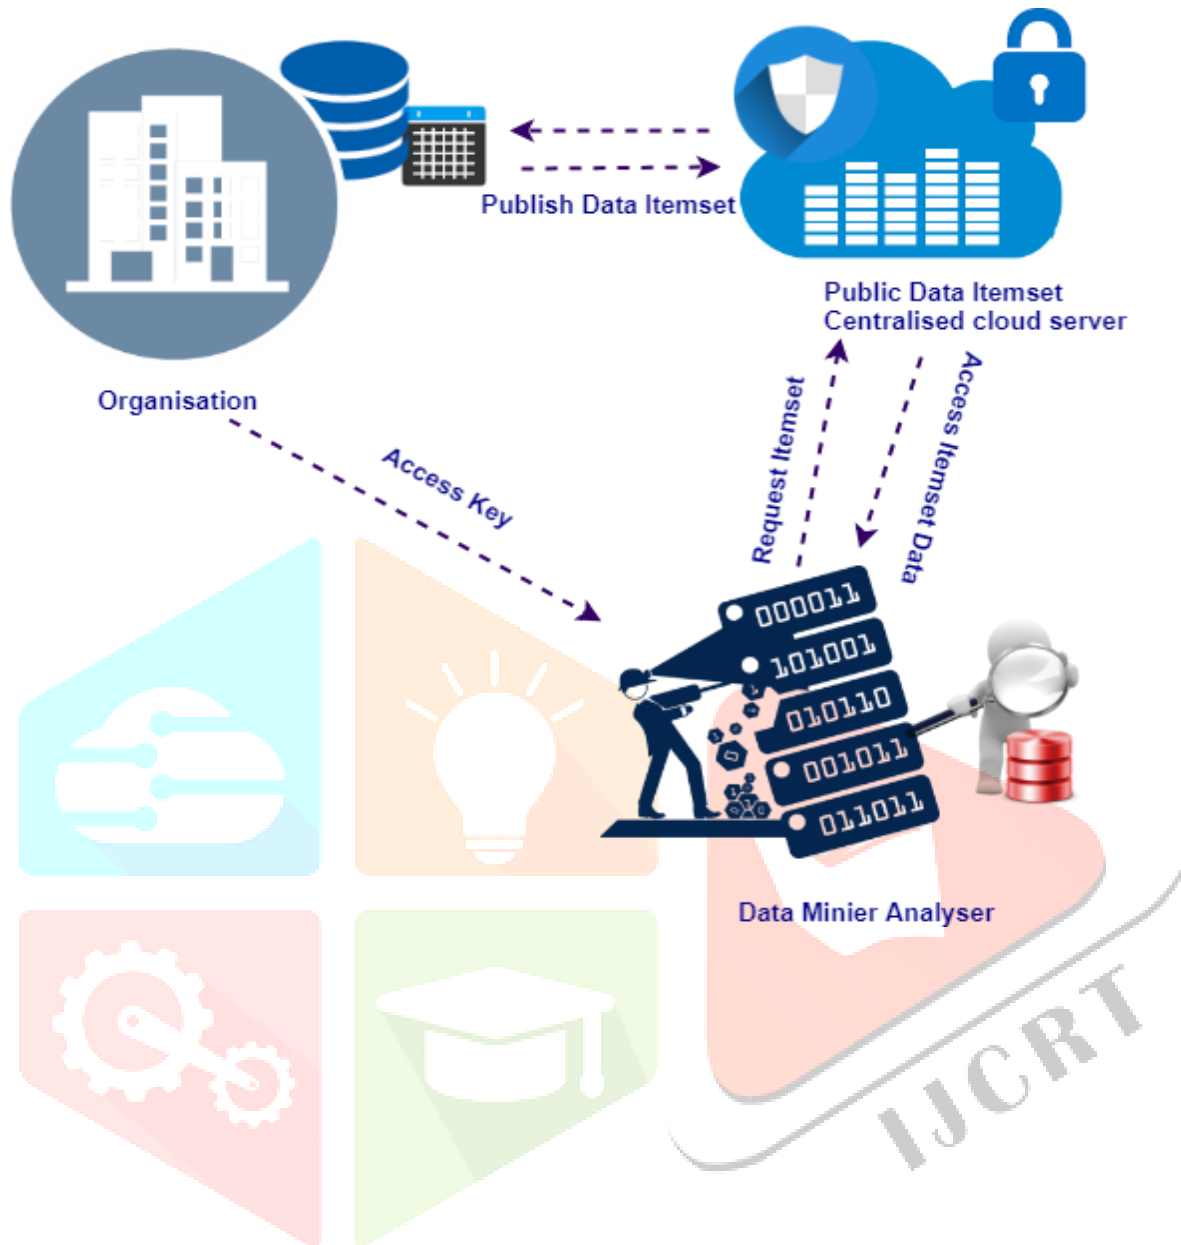 Publish Data Itemset
Public Data Itemset
Centralised cloud server
Organisation
Access Key
Request Itemset
Access Itemset Data
000011
101001
010110
001011
011011
Data Minier Analyser
IJCRT